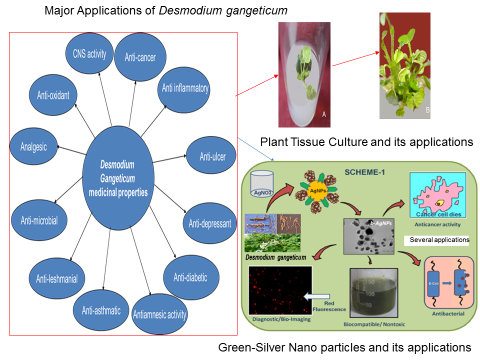 Major Applications of Desmodium gangeticum
CNS activity
Anti-cancer
Anti-oxidant
Anti inflammatory
Analgesic
Anti-ulcer
Desmodium
Gangeticum
medicinal properties
Anti-microbial
Anti-depressant
Anti-leshmanial
Anti-diabetic
Anti-asthmatic
Antiamnesic activity
A
B
Plant Tissue Culture and its applications
SCHEME-1
AgNO3
AgNPs
Cancer cell dies
Anticancer activity
b-AgNPs
Several applications
Desmodium gangeticum
Red
Fluorescence
100
Diagnostic/Bio-Imaging
Biocompatible/ Nontoxic
Antibacterial
Green-Silver Nano particles and its applications